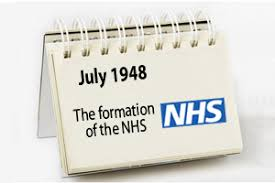 July 1948
The formation NHS
of the NHS